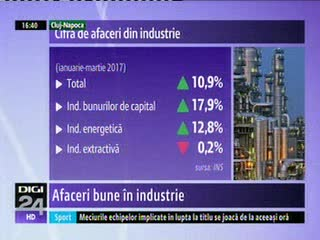 16:40 Cluj-Napoca
Cifra de afaceri din industrie
(ianuarie-martie 2017)
Total 10,9%
Ind. bunurilor de capital 17,9%
Ind. energetică 12,8%
Ind. extractivă 0,2%
sursa: INS
DIGI
24
HD
Afaceri bune în industrie
Sport Meciurile echipelor implicate în lupta la titlu se joacă de la aceeași oră